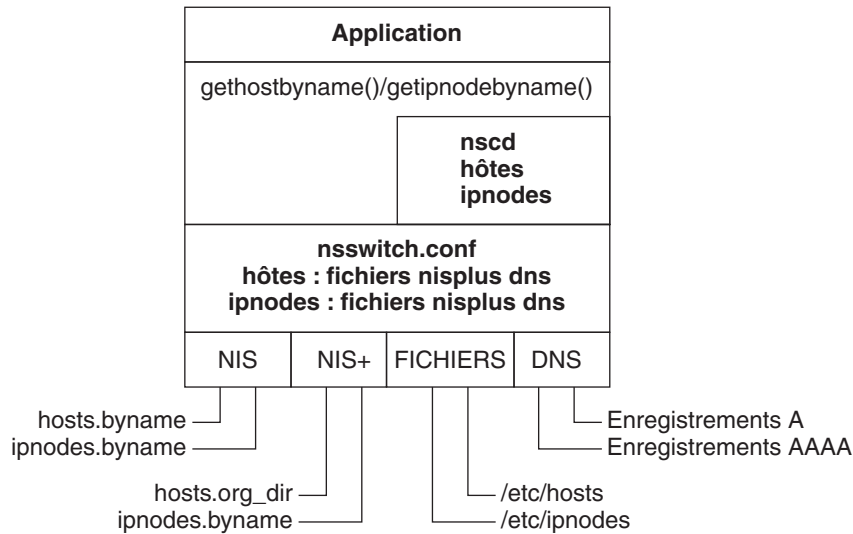 Application
gethostbyname()/getipnodebyname()
nscd
hôtes
ipnodes
nsswitch.conf
hôtes : fichiers nisplus dns
ipnodes : fichiers nisplus dns
NIS
NIS+
FICHIERS
DNS
hosts.byname
ipnodes.byname
Enregistrements A
Enregistrements AAAA
hosts.org_dir
ipnodes.byname
/etc/hosts
/etc/ipnodes